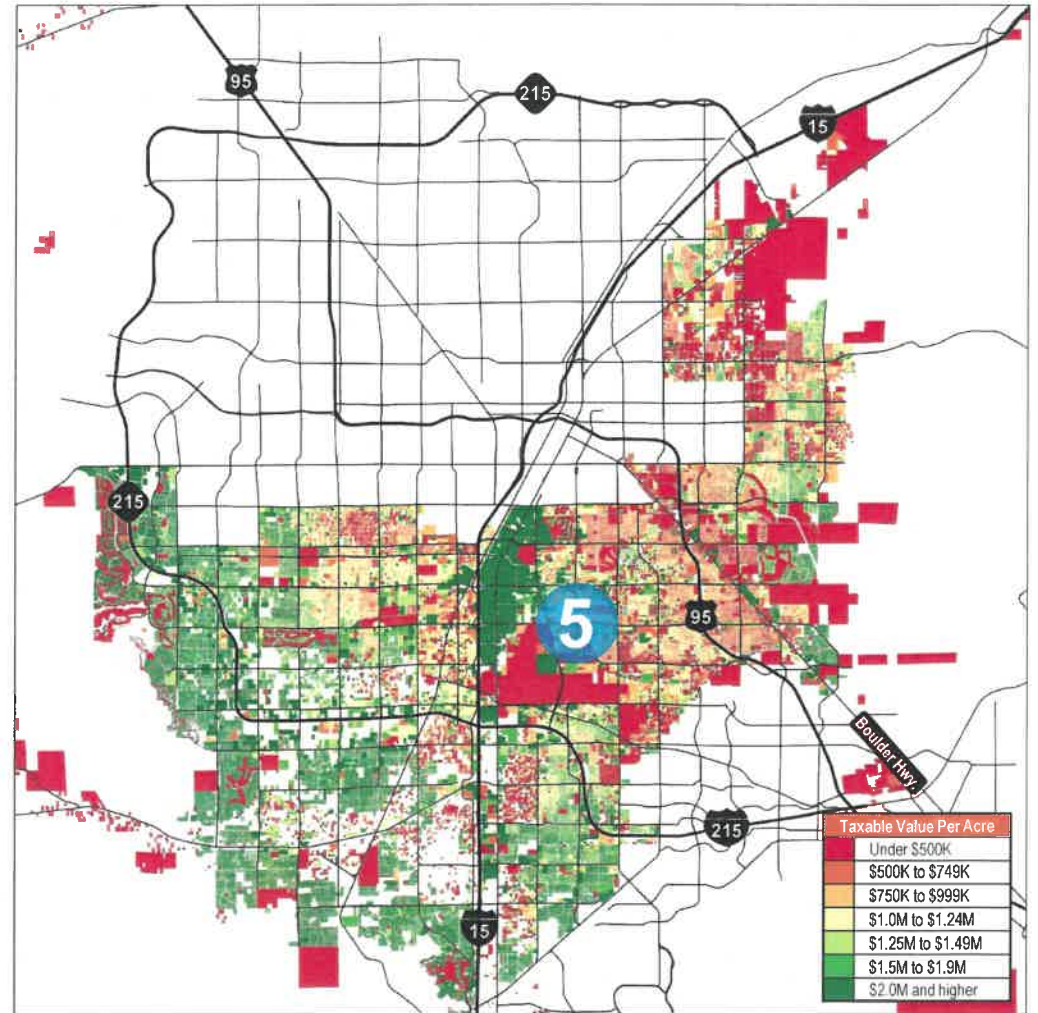 95
215
15
215
5
95
Boulder Hwy.
215
15
Taxable Value Per Acre
Under $500K
$500K to $749K
$750K to $999K
$1.0M to $1.24M
$1.25M to $1.49M
$1.5M to $1.9M
$2.0M and higher